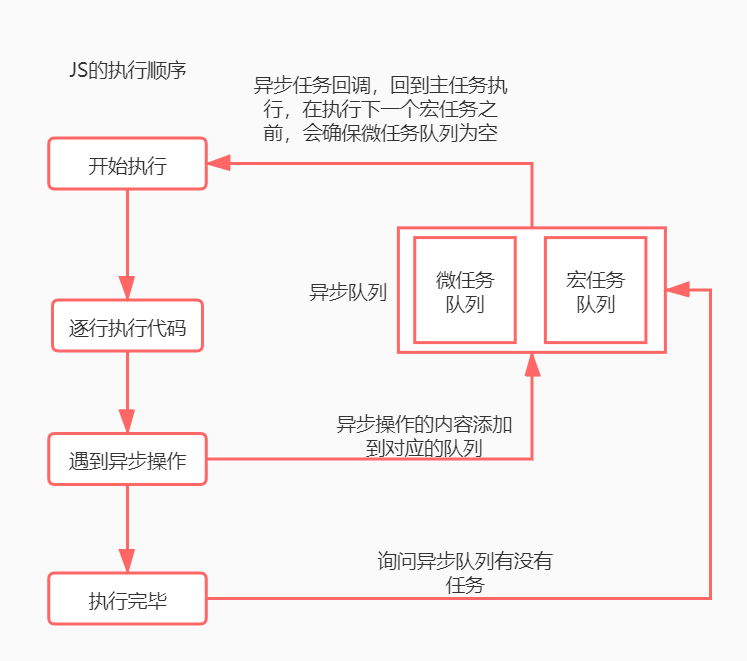 JS的执行顺序
异步任务回调，回到主任务执
行，在执行下一个宏任务之
前，会确保微任务队列为空
开始执行
异步队列
微任务
队列
宏任务
队列
逐行执行代码
异步操作的内容添加
到对应的队列
遇到异步操作
询问异步队列有没有
任务
执行完毕